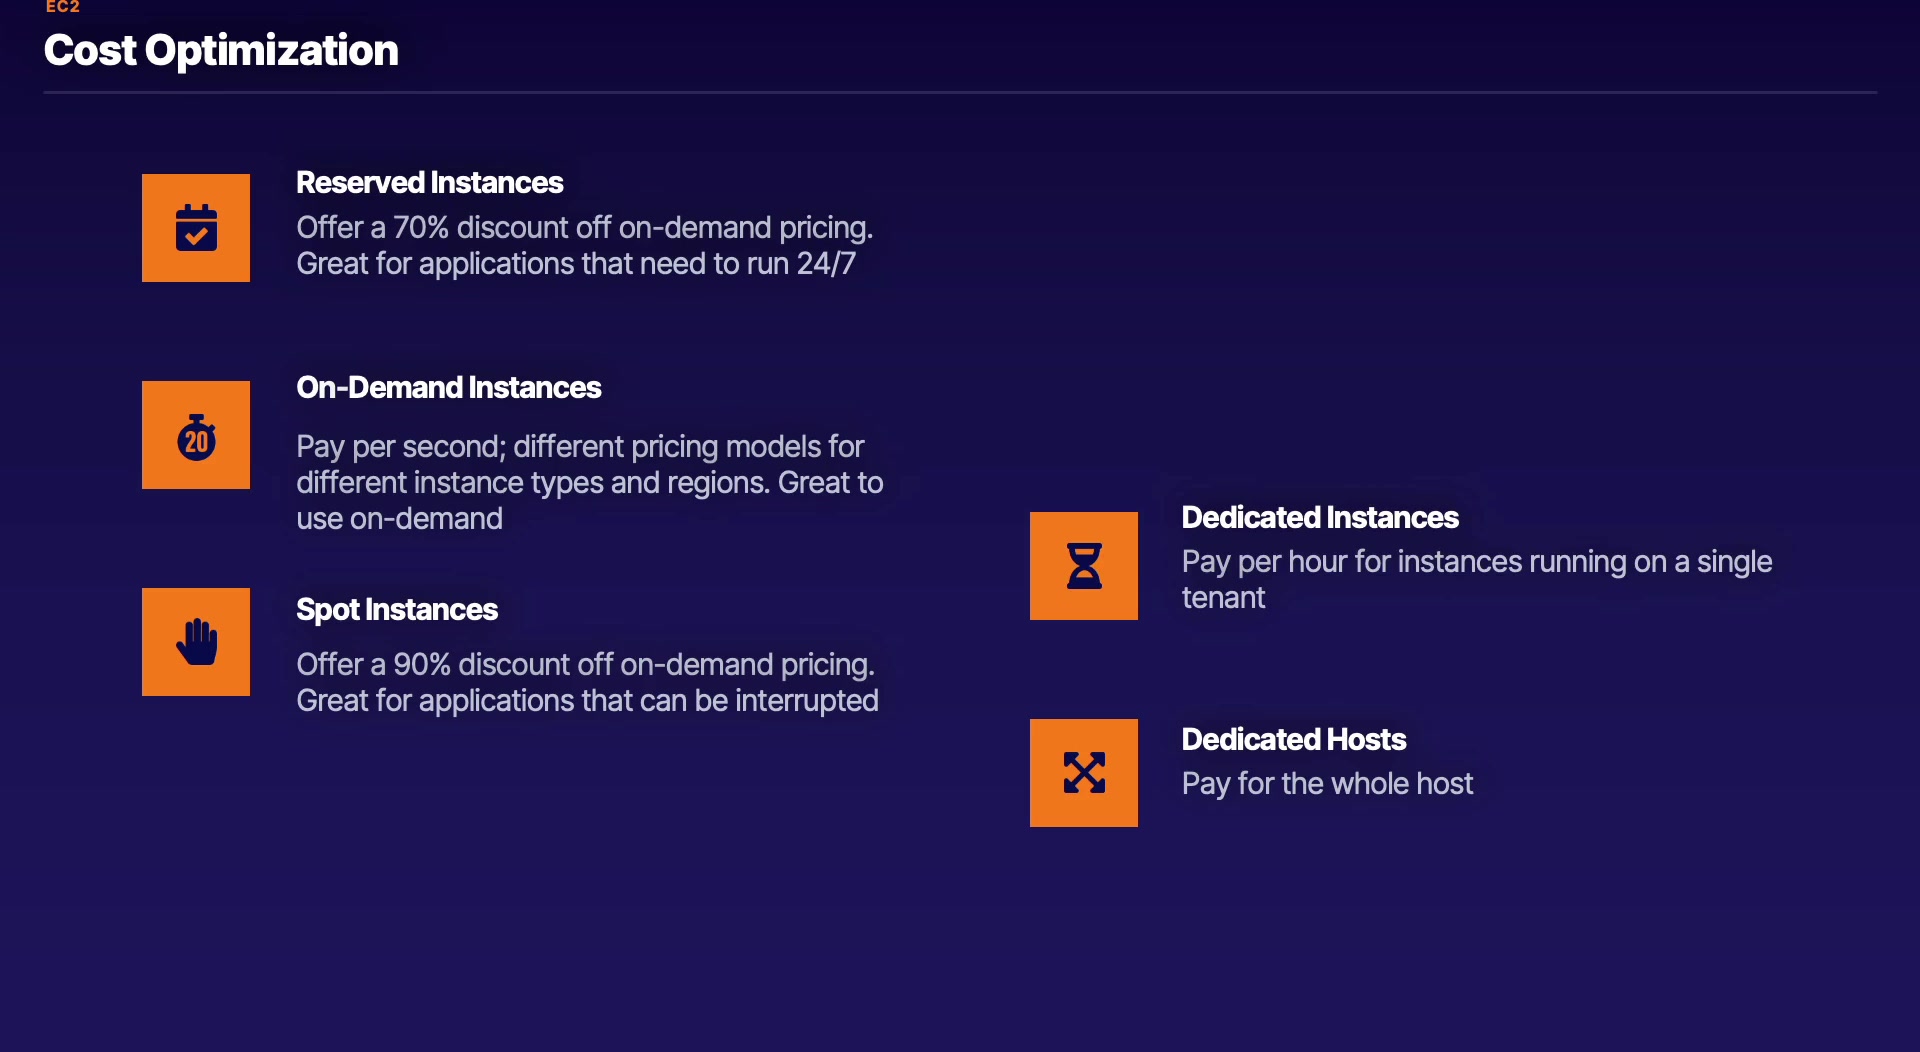 EC2
Cost Optimization
Reserved Instances
Offer a 70% discount off on-demand pricing.
Great for applications that need to run 24/7
20
On-Demand Instances
Pay per second; different pricing models for
different instance types and regions. Great to
use on-demand
Spot Instances
Offer a 90% discount off on-demand pricing.
Great for applications that can be interrupted
Dedicated Instances
Pay per hour for instances running on a single
tenant
Dedicated Hosts
Pay for the whole host